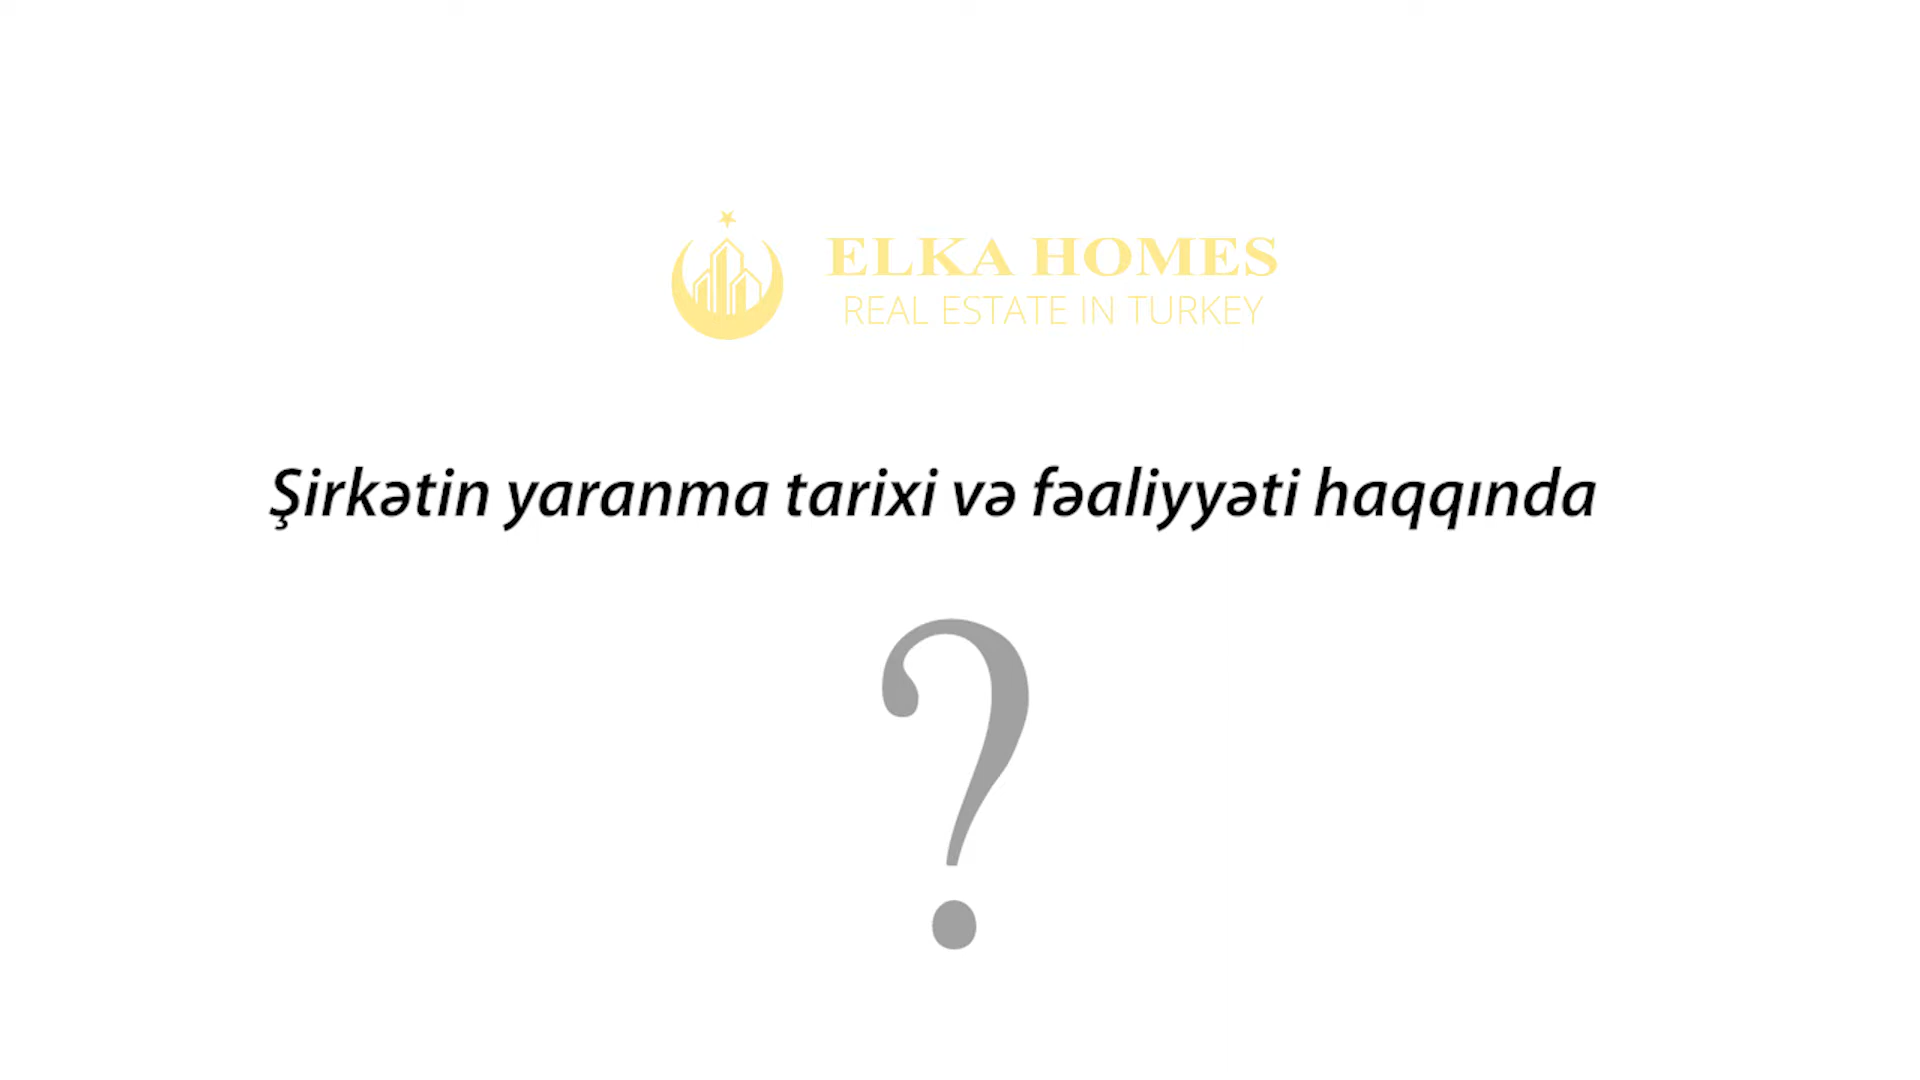 ELKA HOMES
REAL ESTATE IN TURKEY
Şirkətin yaranma tarixi və fəaliyyəti haqqında
?